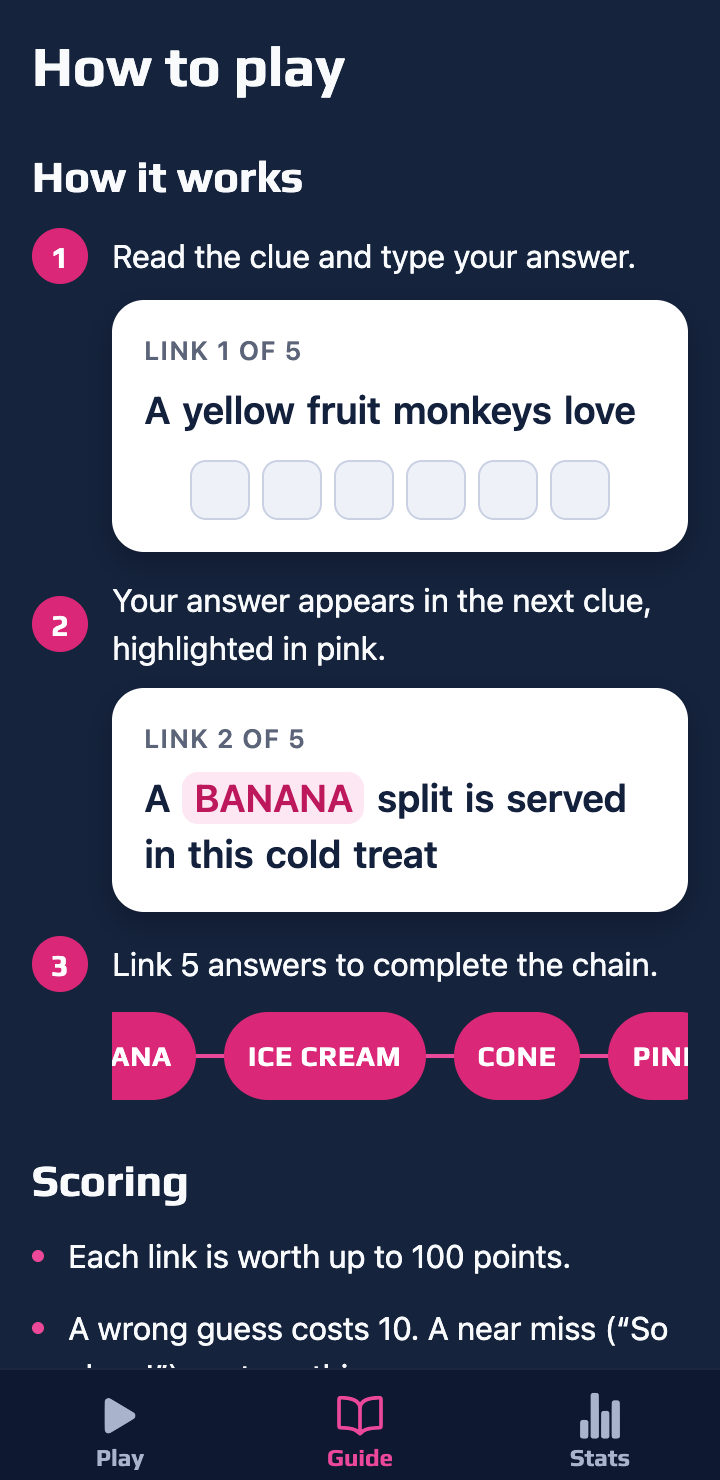 How to play
How it works
1
Read the clue and type your answer.
LINK 1 OF 5
A yellow fruit monkeys love
2
Your answer appears in the next clue,
highlighted in pink.
LINK 2 OF 5
A BANANA split is served
in this cold treat
3
Link 5 answers to complete the chain.
ANA ICE CREAM CONE PIN
Scoring
• Each link is worth up to 100 points.
• A wrong guess costs 10. A near miss (“So
Play Guide Stats